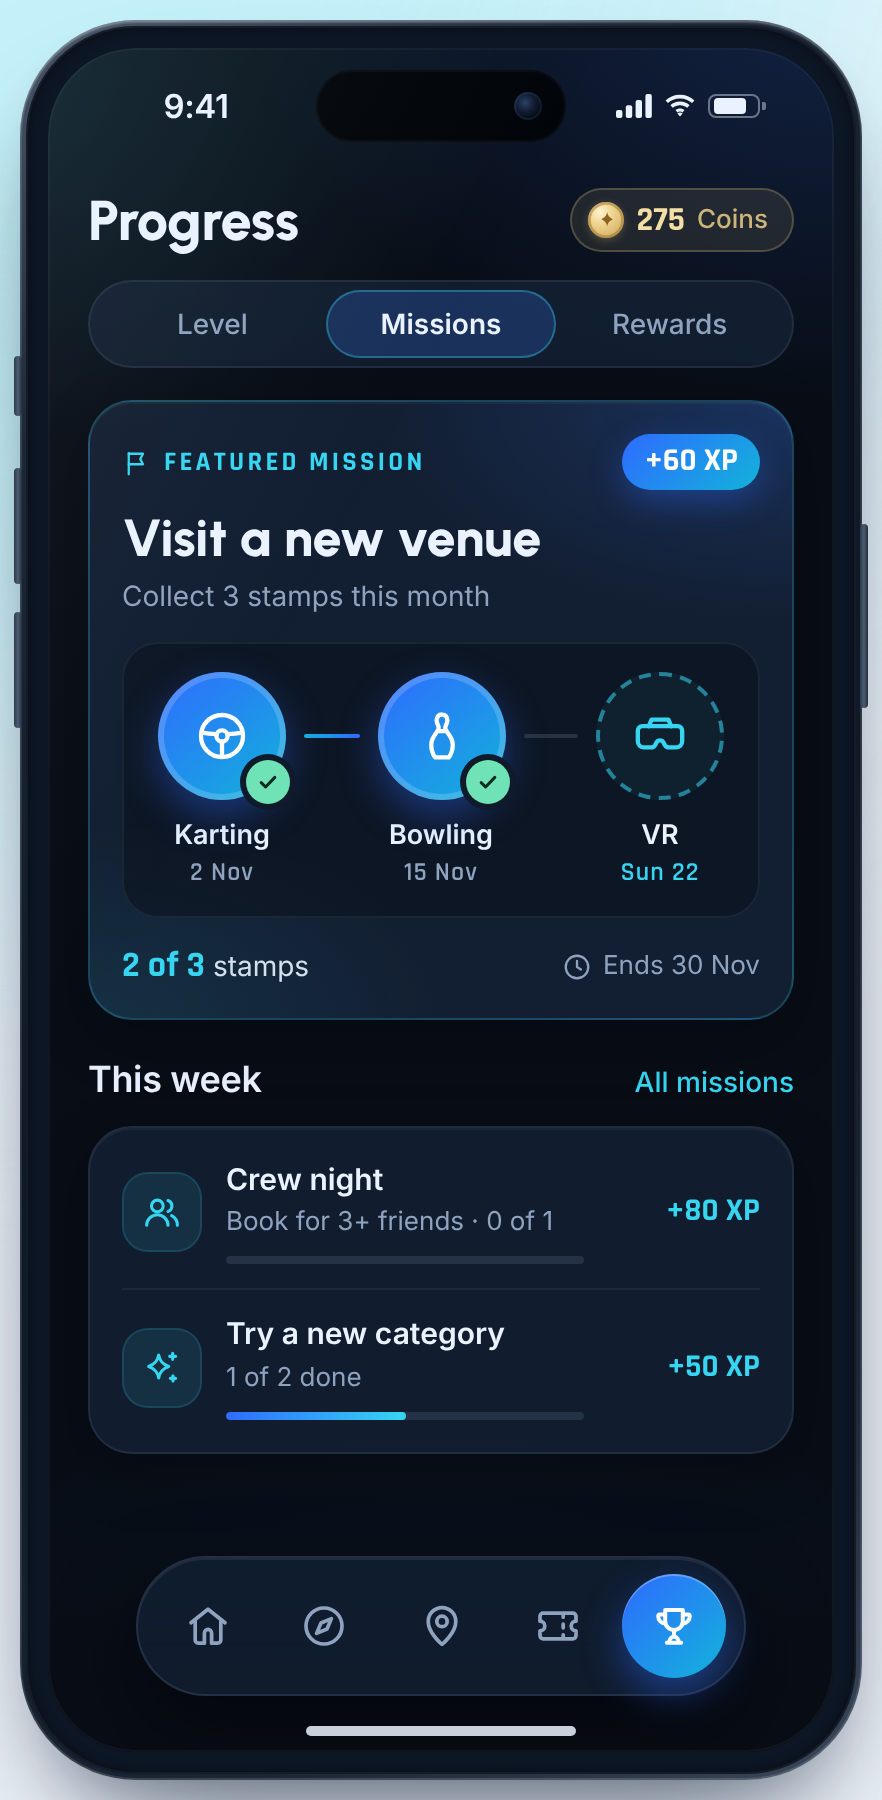 9:41
Progress
275 Coins
Level Missions Rewards
FEATURED MISSION
+60 XP
Visit a new venue
Collect 3 stamps this month
Karting Bowling VR
2 Nov 15 Nov Sun 22
2 of 3 stamps
Ends 30 Nov
This week
All missions
Crew night
Book for 3+ friends · 0 of 1
+80 XP
Try a new category
1 of 2 done
+50 XP